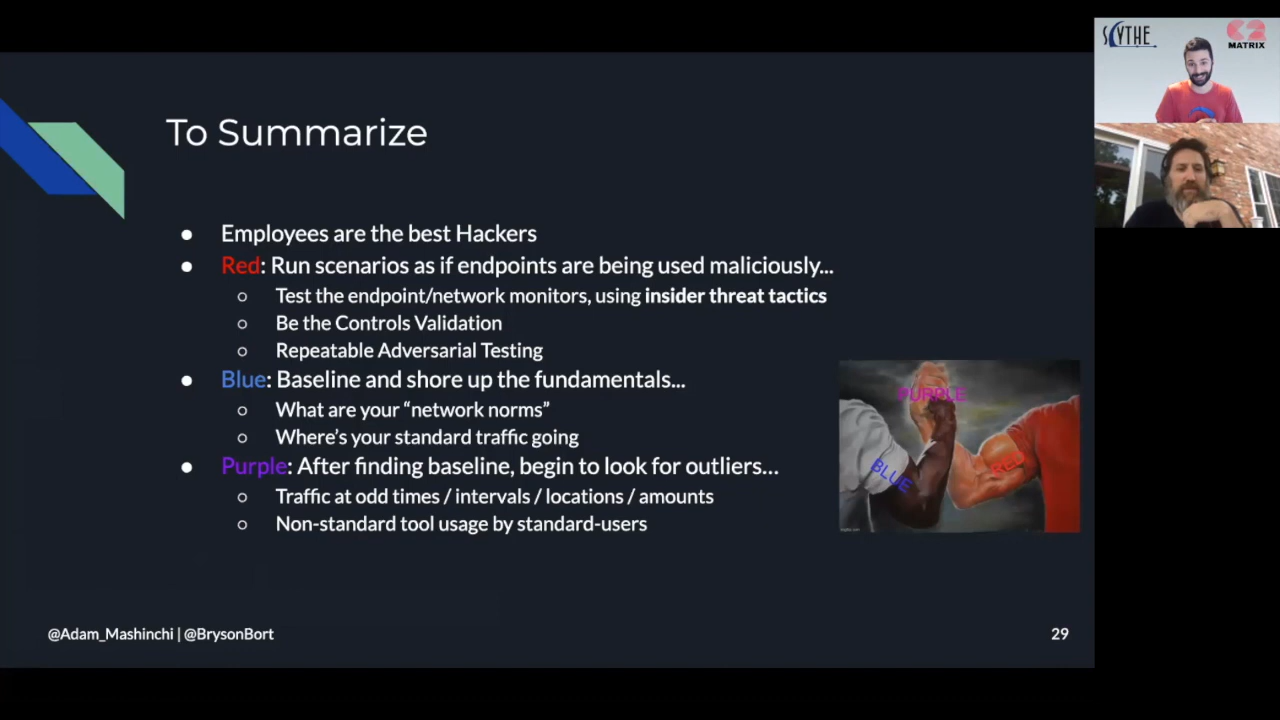 SCYTHE
C2
MATRIX
To Summarize
● Employees are the best Hackers
● Red: Run scenarios as if endpoints are being used maliciously...
○ Test the endpoint/network monitors, using insider threat tactics
○ Be the Controls Validation
○ Repeatable Adversarial Testing
● Blue: Baseline and shore up the fundamentals...
○ What are your “network norms”
○ Where's your standard traffic going
● Purple: After finding baseline, begin to look for outliers...
○ Traffic at odd times / intervals / locations / amounts
○ Non-standard tool usage by standard-users
PURPLE
BLUE
RED
@Adam_Mashinchi | @BrysonBort
29